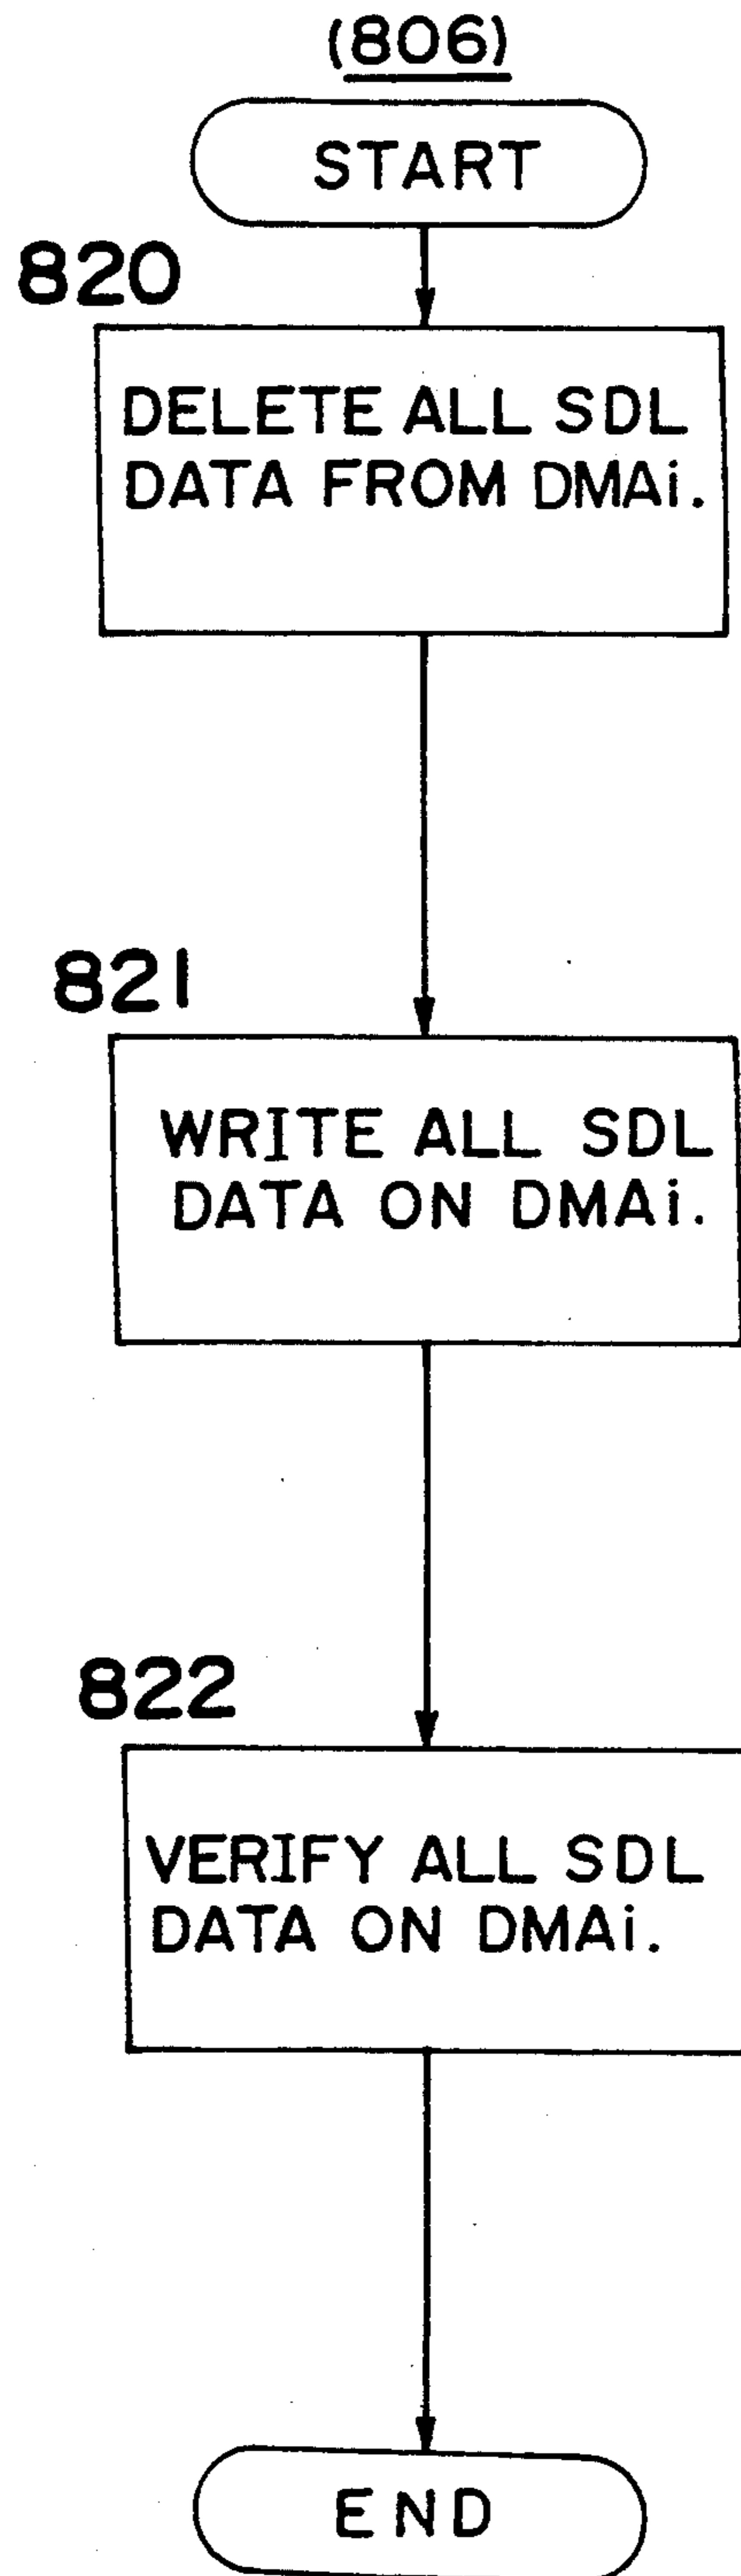 (806)
START
820
DELETE ALL SDL
DATA FROM DMAi.
821
WRITE ALL SDL
DATA ON DMAi.
822
VERIFY ALL SDL
DATA ON DMAi.
END